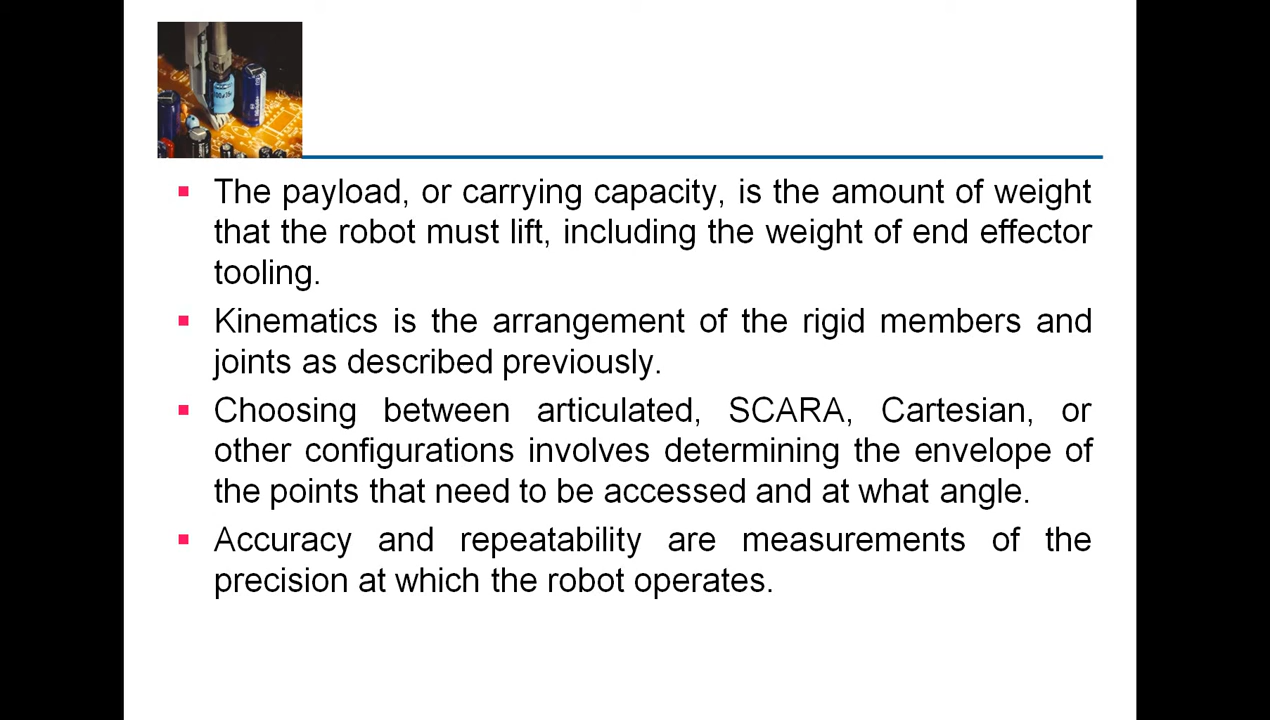 The payload, or carrying capacity, is the amount of weight
that the robot must lift, including the weight of end effector
tooling.
Kinematics is the arrangement of the rigid members and
joints as described previously.
Choosing between articulated, SCARA, Cartesian, or
other configurations involves determining the envelope of
the points that need to be accessed and at what angle.
Accuracy and repeatability are measurements of the
precision at which the robot operates.